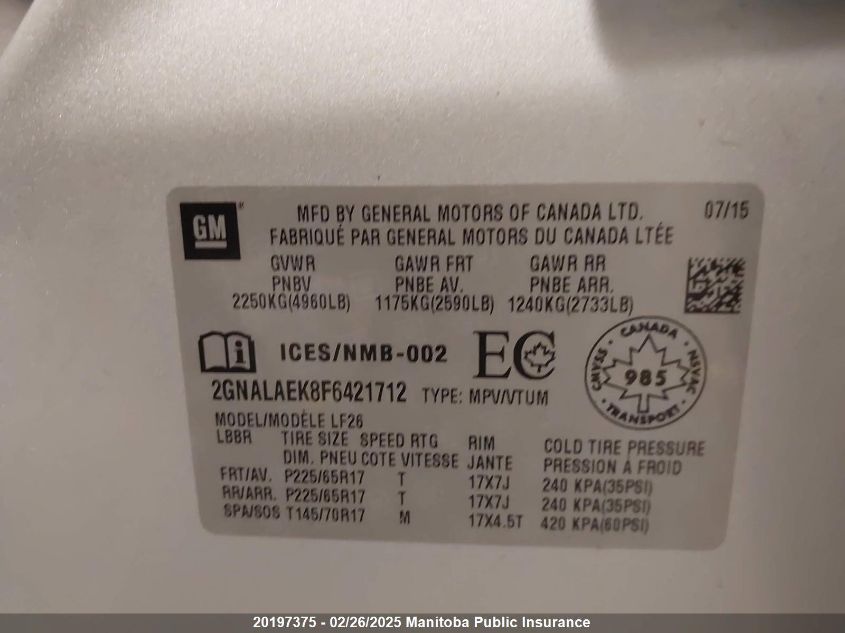 GM
MFD BY GENERAL MOTORS OF CANADA LTD. 07/15
FABRIQUÉ PAR GENERAL MOTORS DU CANADA LTÉE
GVWR GAWR FRT GAWR RR
PNBV PNBE AV. PNBE ARR.
2250KG(4960LB) 1175KG(2590LB) 1240KG(2733LB)
ICES/NMB-002 EC
CANADA
CMVSS 985 NSVAC
TRANSPORT
2GNALAEK8F6421712 TYPE: MPV/VTUM
MODEL/MODÈLE LF26
LBBR TIRE SIZE SPEED RTG RIM COLD TIRE PRESSURE
DIM. PNEU COTE VITESSE JANTE PRESSION À FROID
FRT/AV. P225/65R17 T 17X7J 240 KPA(35PSI)
RR/ARR. P225/65R17 T 17X7J 240 KPA(35PSI)
SPA/SOS T145/70R17 M 17X4.5T 420 KPA(60PSI)
20197375 - 02/26/2025 Manitoba Public Insurance